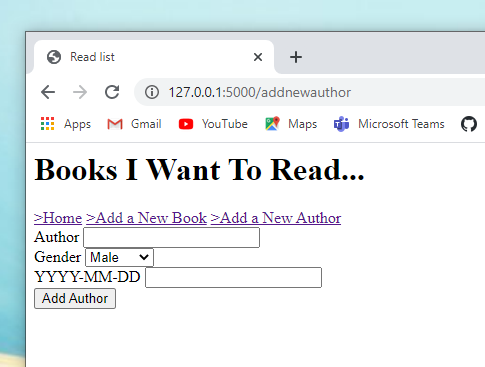 Read list
127.0.0.1:5000/addnewauthor
Apps Gmail YouTube Maps Microsoft Teams
Books I Want To Read...
>Home >Add a New Book >Add a New Author
Author
Gender Male
YYYY-MM-DD
Add Author